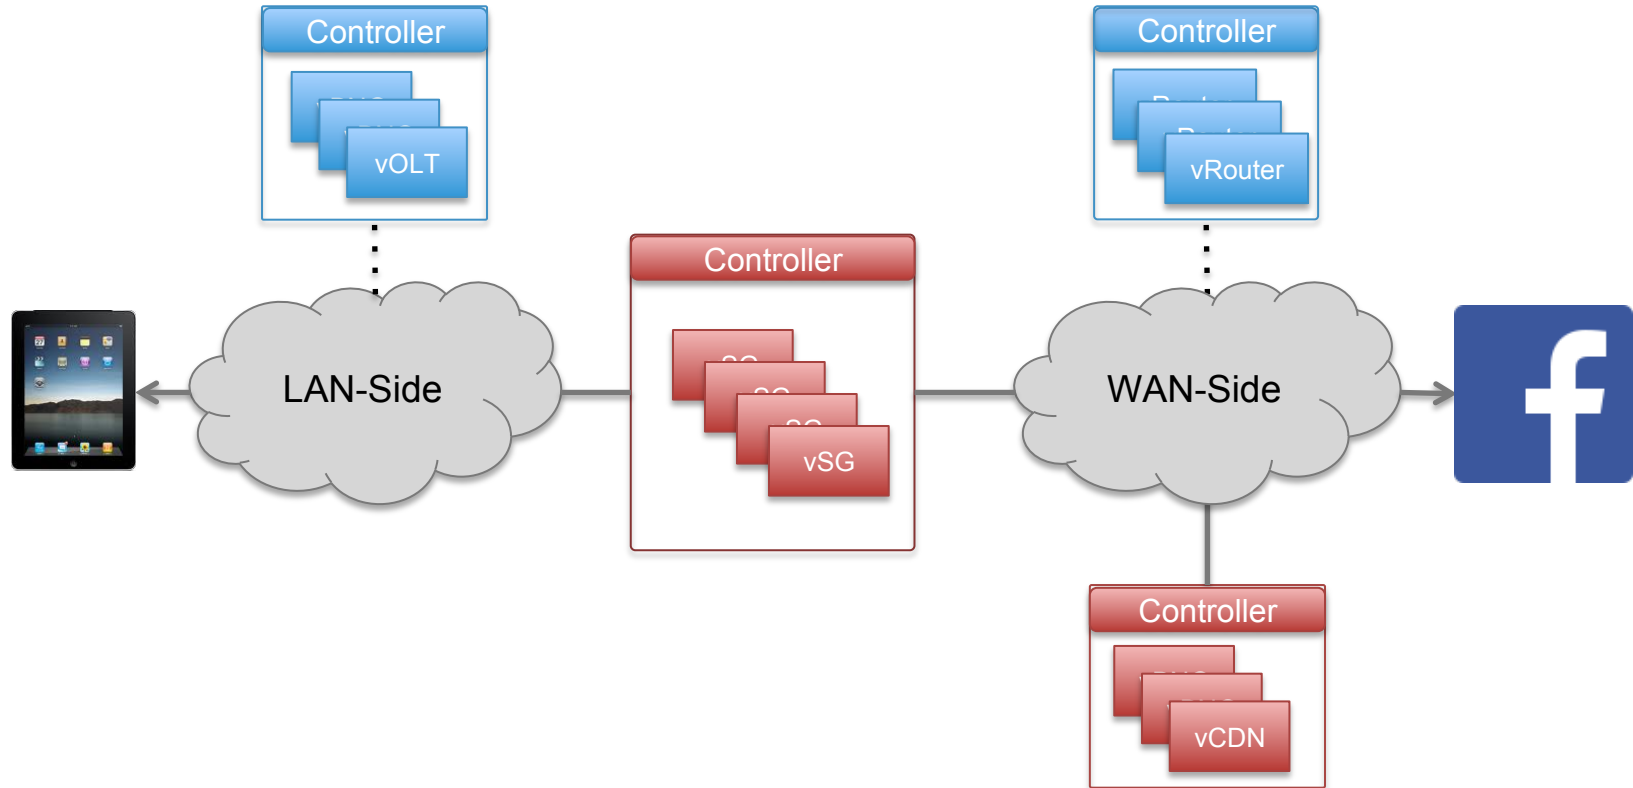 Controller
vOLT
Controller
vRouter
Controller
vSG
LAN-Side
WAN-Side
Controller
vCDN